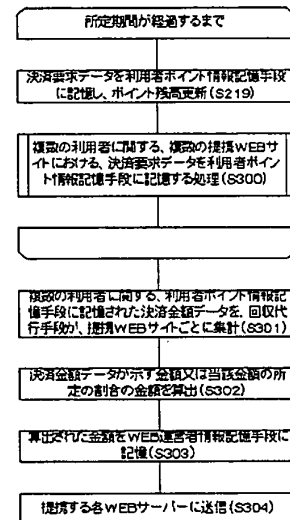 所定期間が経過するまで
決済要求データを利用者ポイント情報記憶手段
に記憶し、ポイント残高更新(S219)
複数の利用者に関する、複数の提携WEBサ
イトにおける、決済要求データを利用者ポイン
ト情報記憶手段に記憶する処理(S300)
複数の利用者に関する、利用者ポイント情報記
憶手段に記憶された決済金額データを、回収代
行手段が、提携WEBサイトごとに集計(S301)
決済金額データが示す金額又は当該金額の所
定の割合の金額を算出(S302)
算出された金額をWEB運営者情報記憶手段に
記憶(S303)
提携する各WEBサーバーに送信(S304)